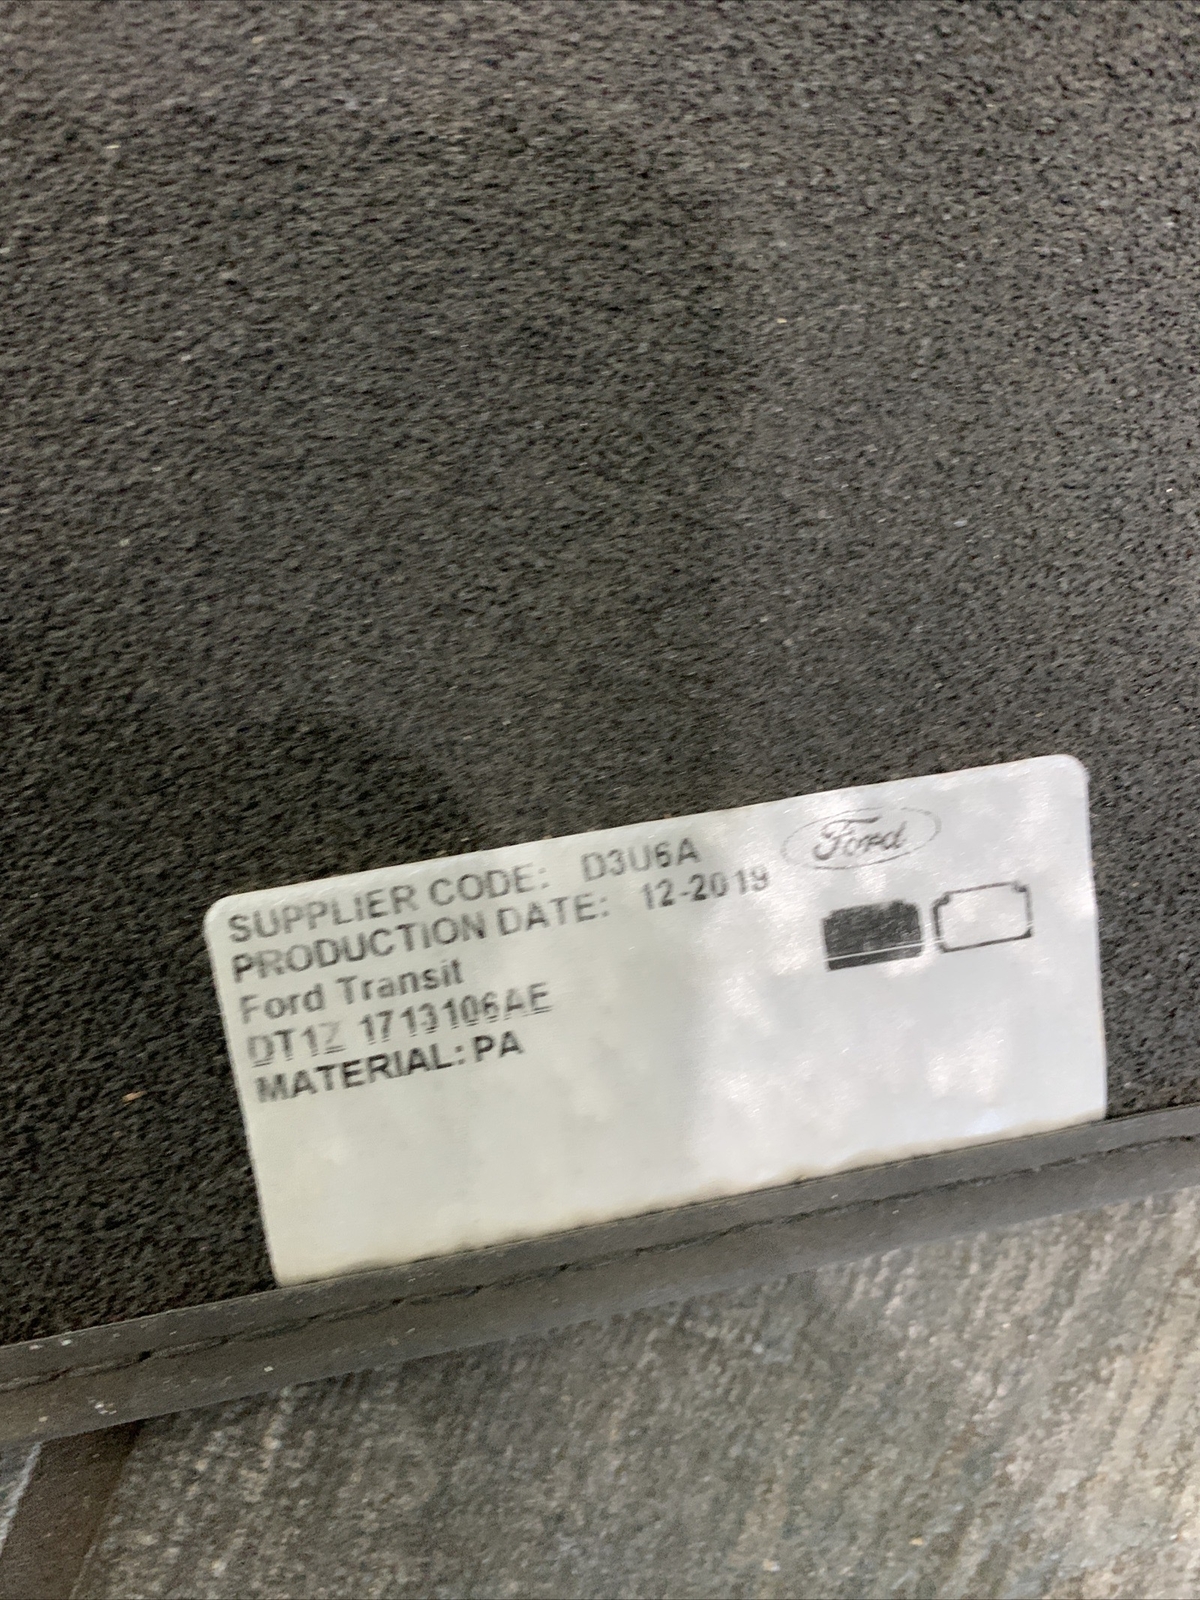 Ford
SUPPLIER CODE: D3U6A
PRODUCTION DATE: 12-2019
Ford Transit
DT1Z 1713106AE
MATERIAL: PA